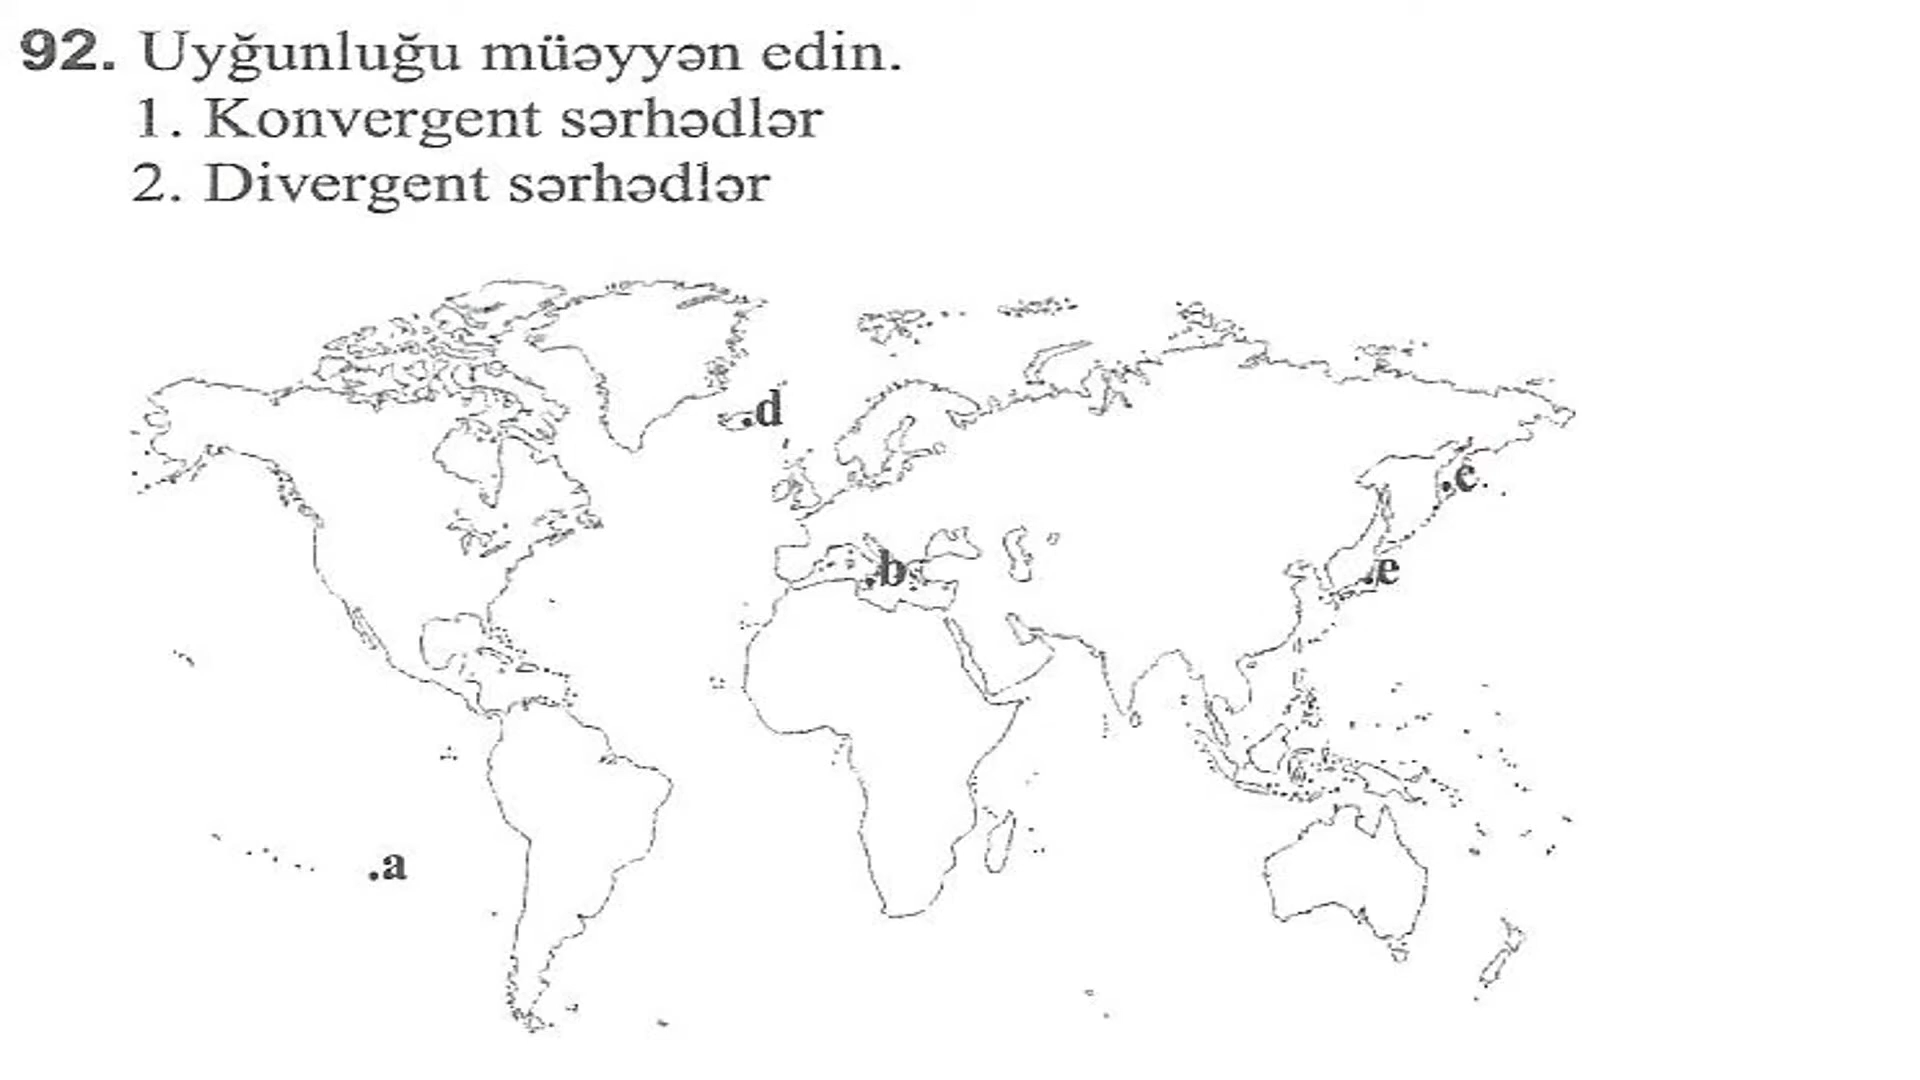 92. Uyğunluğu müəyyən edin.
1. Konvergent sərhədlər
2. Divergent sərhədlər
.d
.c
.b
.e
.a